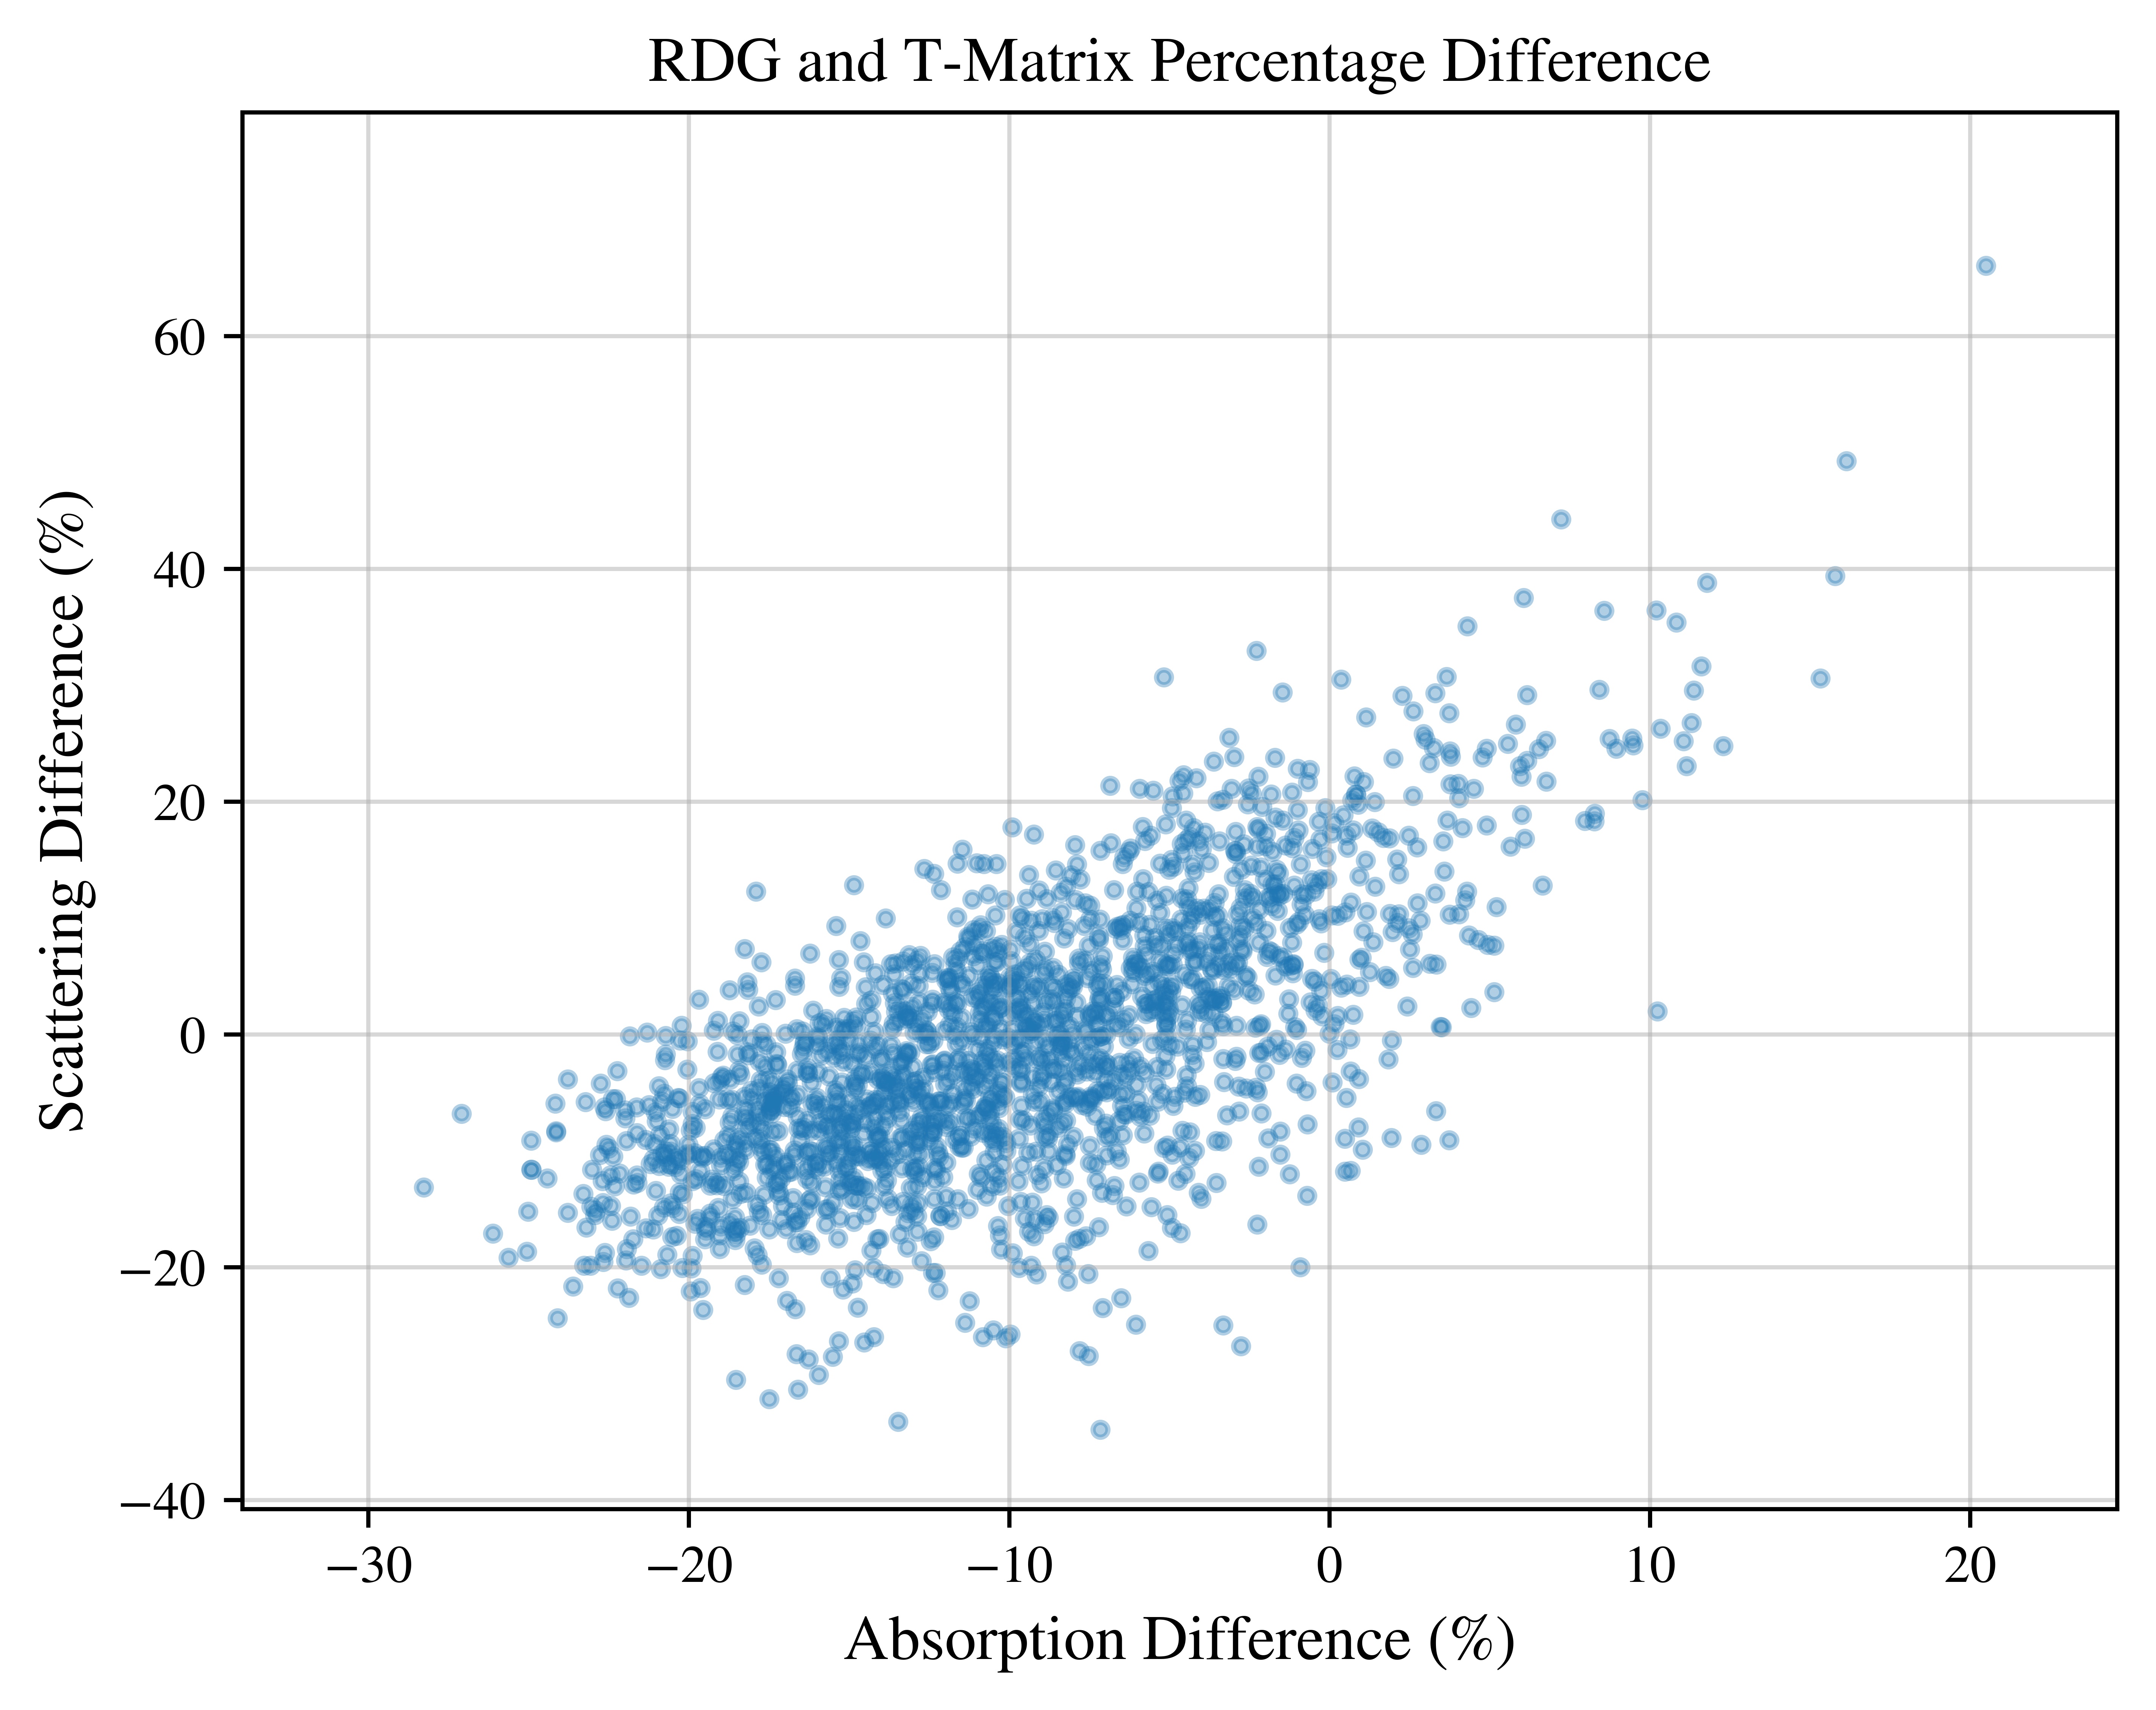 RDG and T-Matrix Percentage Difference
Scattering Difference (%)
60
40
20
0
−20
−40
−30 −20 −10 0 10 20
Absorption Difference (%)